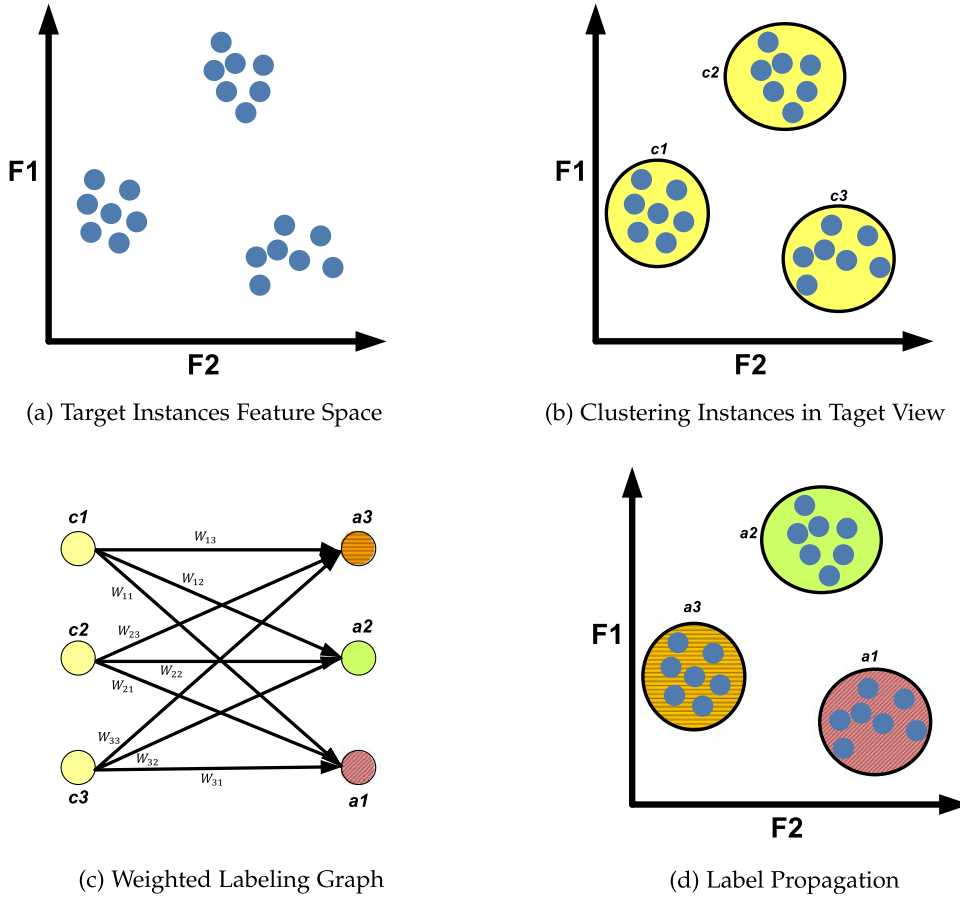 F1
F2
(a) Target Instances Feature Space
c2
c1
c3
F1
F2
(b) Clustering Instances in Taget View
c1
a3
W13
W12
W11
c2
a2
W23
W22
W21
W33
W32
W31
c3
a1
(c) Weighted Labeling Graph
a2
a3
a1
F1
F2
(d) Label Propagation